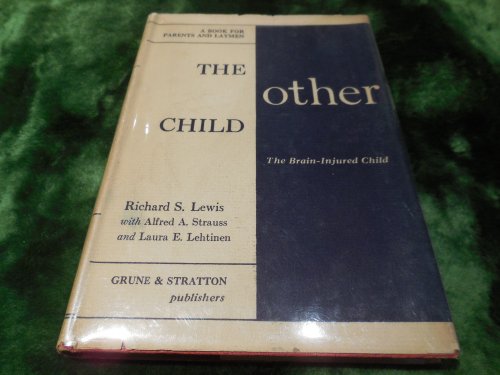 A BOOK FOR
PARENTS AND LAYMEN
THE other
CHILD
The Brain-Injured Child
Richard S. Lewis
with Alfred A. Strauss
and Laura E. Lehtinen
GRUNE & STRATTON
publishers